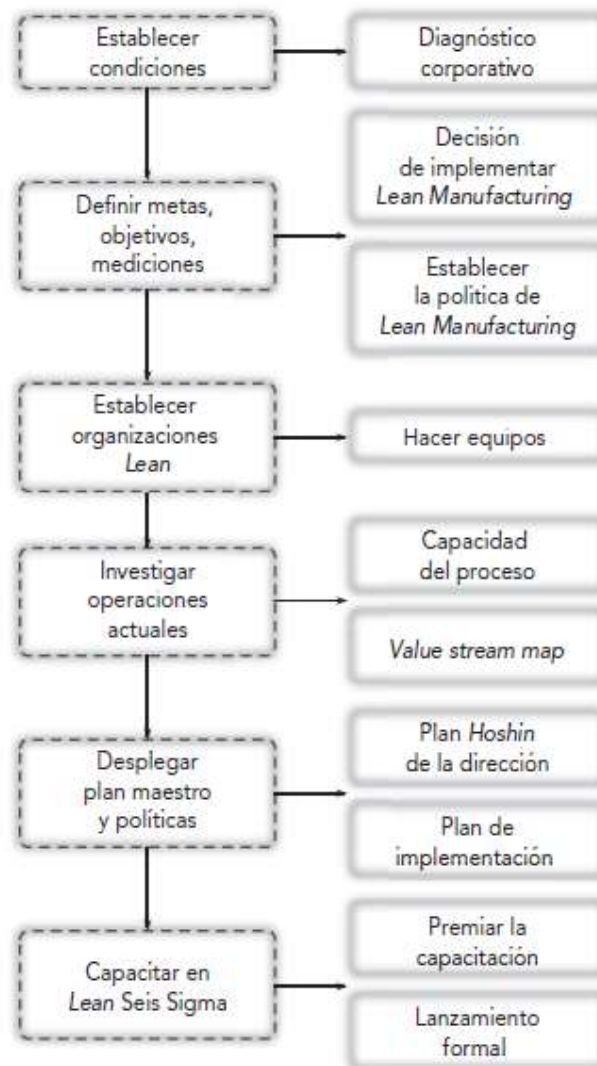 Establecer
condiciones
Diagnóstico
corporativo
Definir metas,
objetivos,
mediciones
Decisión
de implementar
Lean Manufacturing
Establecer
la política de
Lean Manufacturing
Establecer
organizaciones
Lean
Hacer equipos
Investigar
operaciones
actuales
Capacidad
del proceso
Value stream map
Desplegar
plan maestro
y políticas
Plan Hoshin
de la dirección
Plan de
implementación
Capacitar en
Lean Seis Sigma
Premiar la
capacitación
Lanzamiento
formal